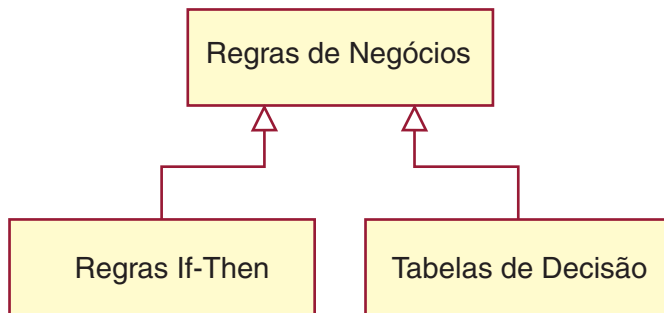 Regras de Negócios
Regras If-Then
Tabelas de Decisão